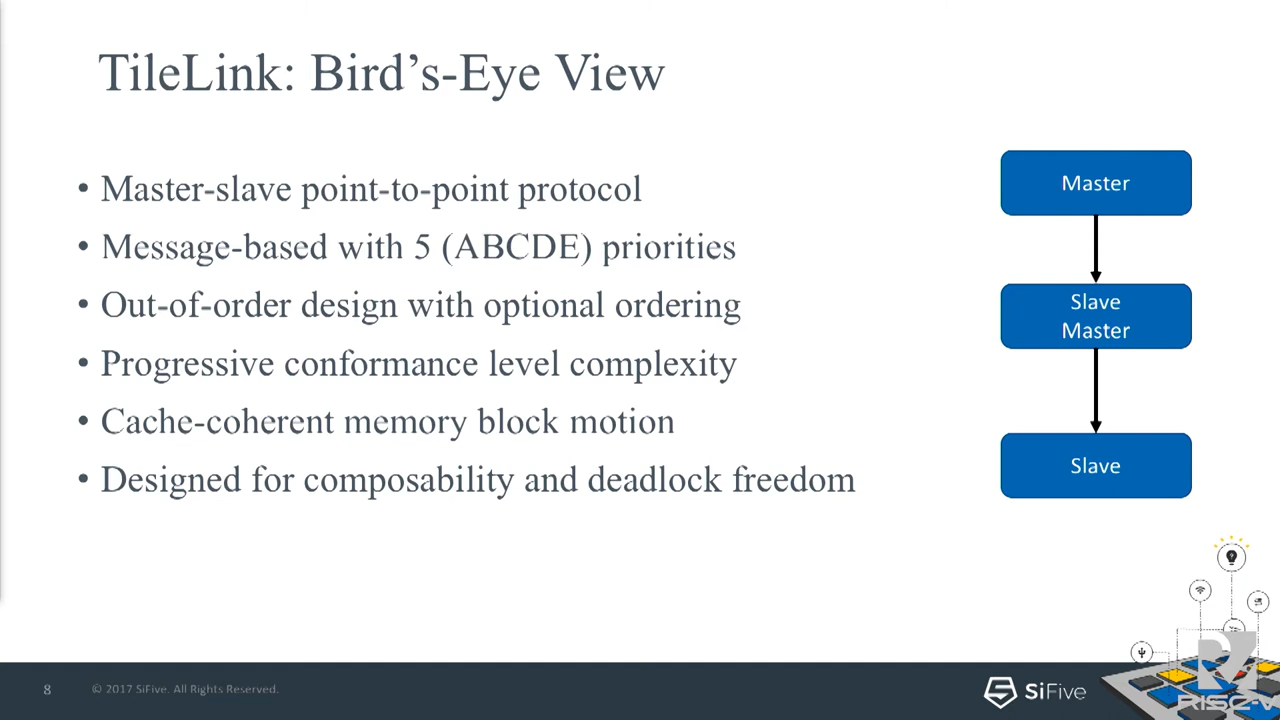 TileLink: Bird’s-Eye View
• Master-slave point-to-point protocol
• Message-based with 5 (ABCDE) priorities
• Out-of-order design with optional ordering
• Progressive conformance level complexity
• Cache-coherent memory block motion
• Designed for composability and deadlock freedom
Master
Slave
Master
Slave
8
© 2017 SiFive. All Rights Reserved.
SiFive
RISC-V